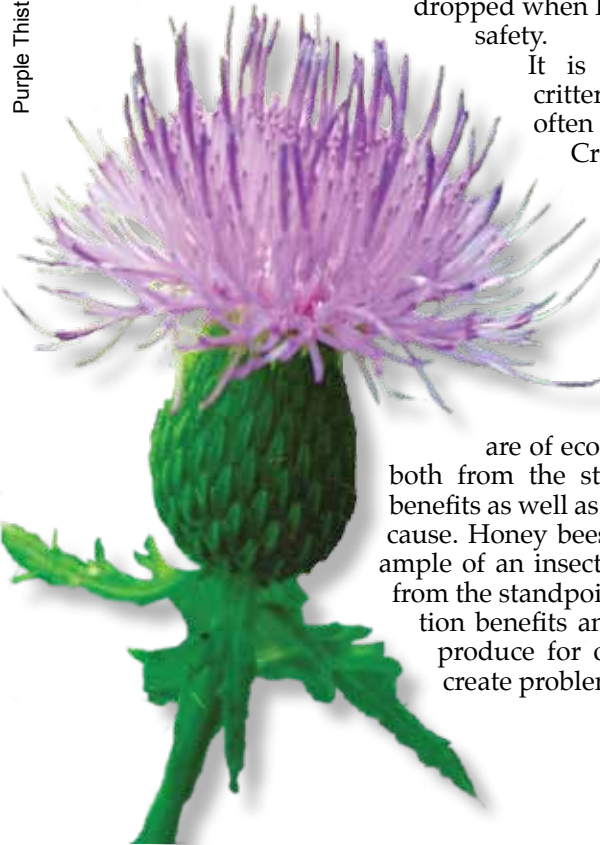 Purple Thist
dropped when
safety.
It is
critter
often
Cr
are of eco
both from the st
benefits as well as
cause. Honey bees
ample of an insect
from the standpoi
tion benefits an
produce for o
create problem